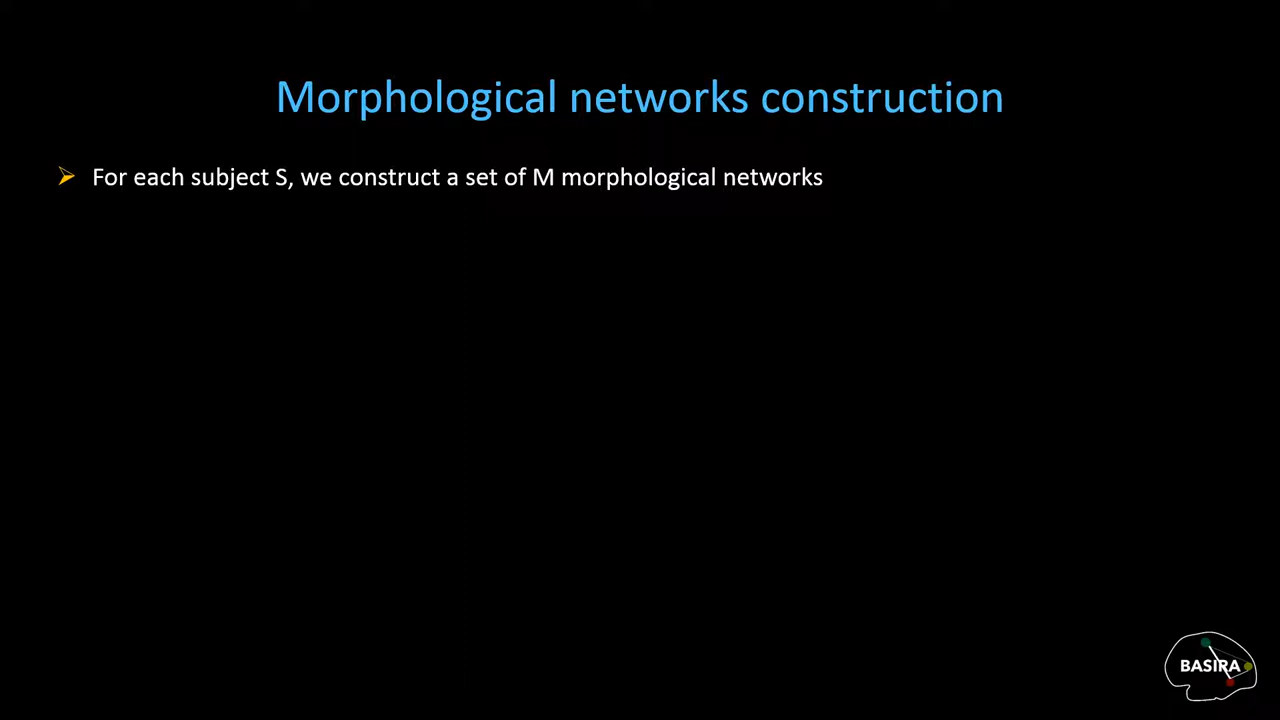 Morphological networks construction
For each subject S, we construct a set of M morphological networks
BASIRA